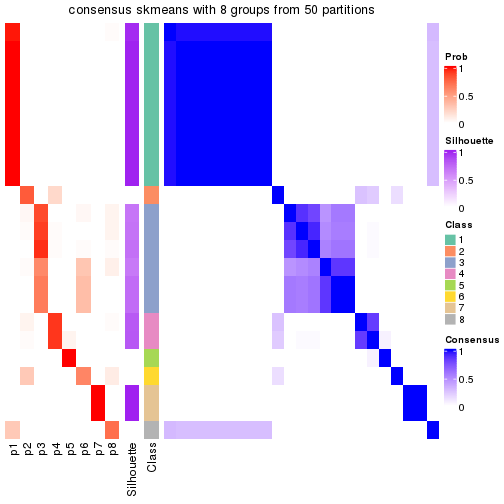 consensus skmeans with 8 groups from 50 partitions
Prob
1
0.5
0
Silhouette
1
0.5
0
Class
1
2
3
4
5
6
7
8
Consensus
1
0.5
0
p1
p2
p3
p4
p5
p6
p7
p8
Silhouette
Class